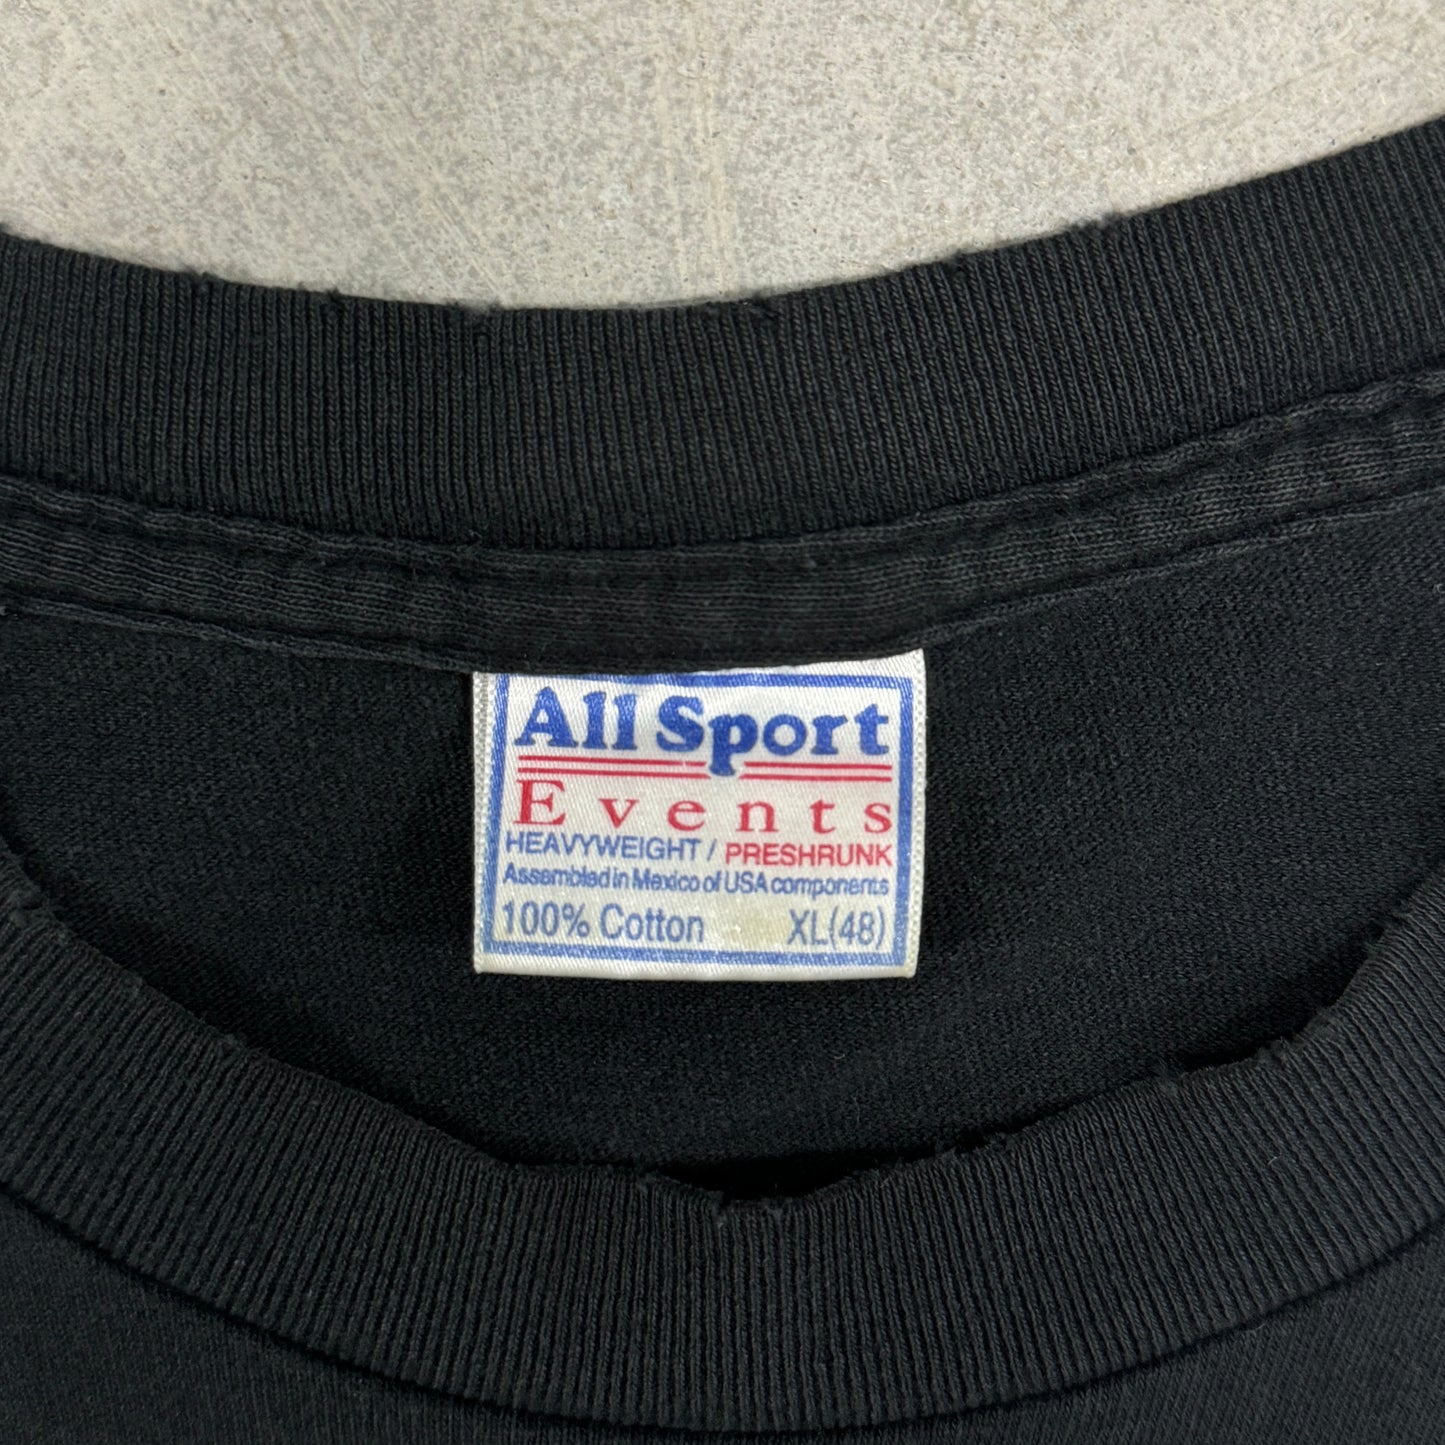 All Sport
Events
HEAVYWEIGHT / PRESHRUNK
Assembled in Mexico of USA components
100% Cotton XL(48)